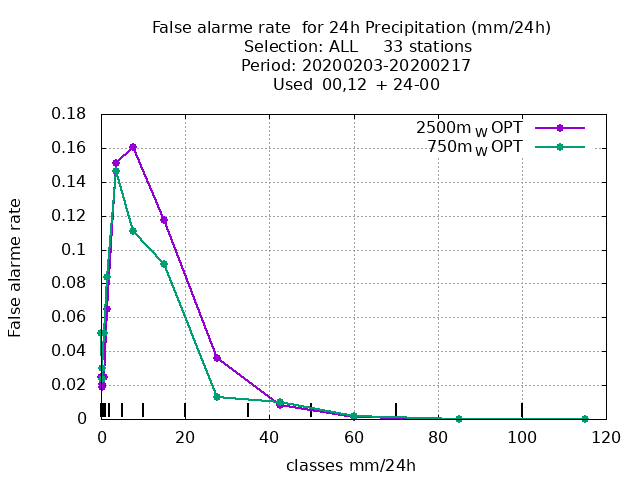 False alarme rate  for 24h Precipitation (mm/24h)
Selection: ALL     33 stations
Period: 20200203-20200217
Used  00,12  + 24-00
2500m W OPT
750m W OPT
0.18
0.16
0.14
0.12
0.1
0.08
0.06
0.04
0.02
0
False alarme rate
0 20 40 60 80 100 120
classes mm/24h